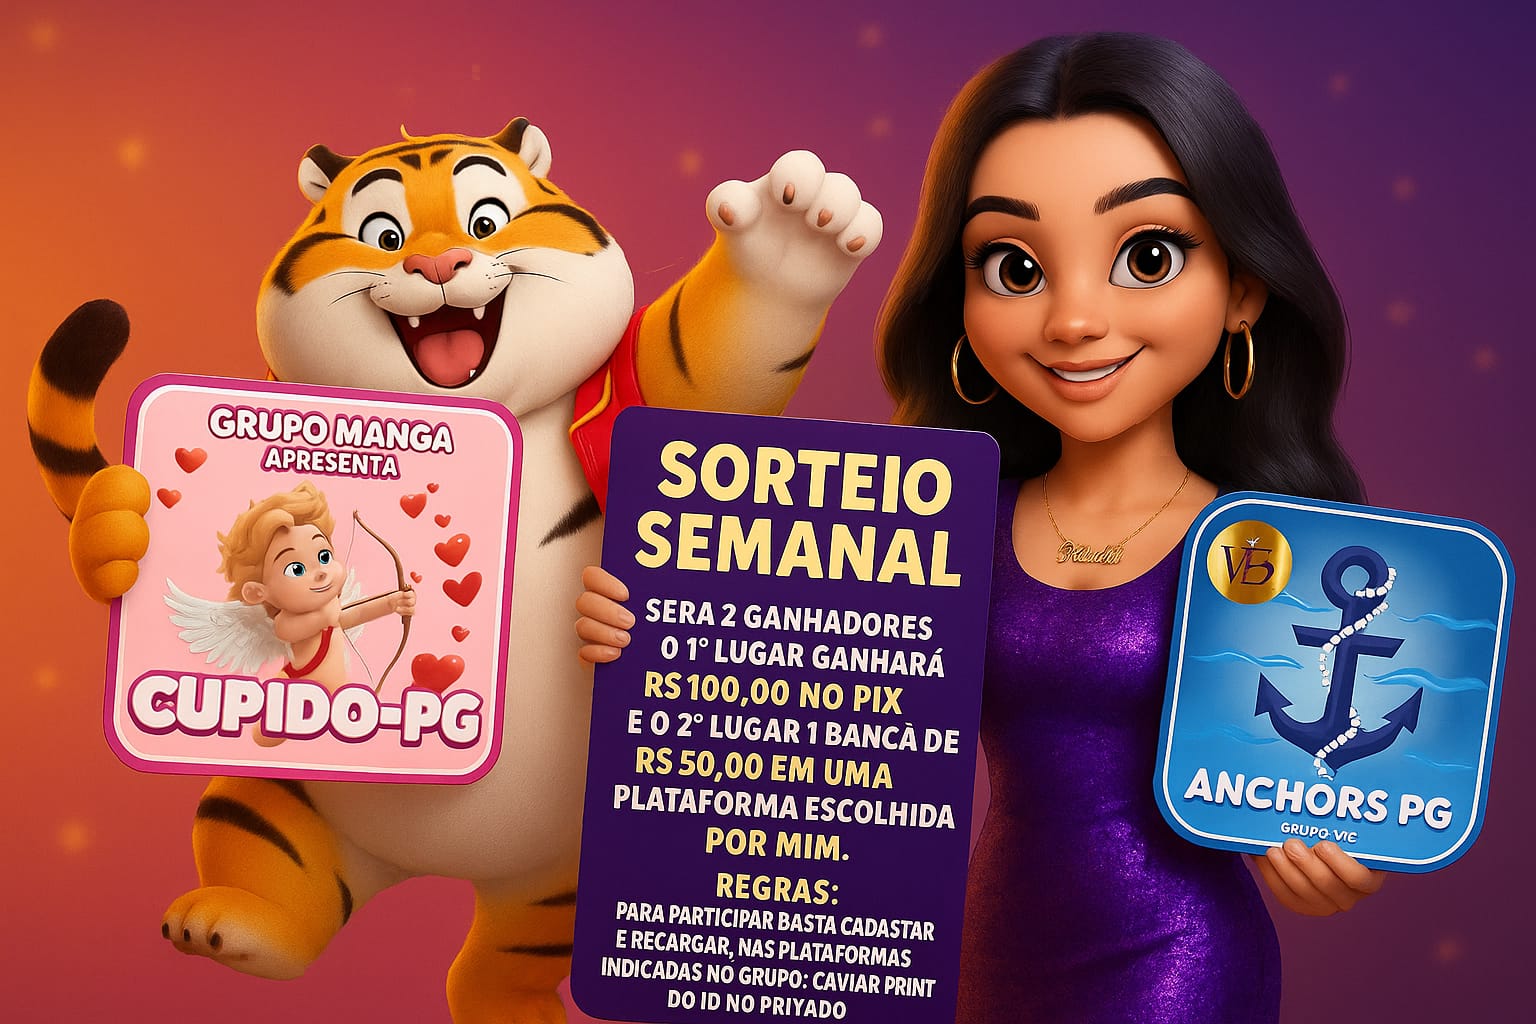 GRUPO MANGA
APRESENTA
CUPIDO-PG
SORTEIO
SEMANAL
SERA 2 GANHADORES
O 1° LUGAR GANHARÁ
RS 100,00 NO PIX
E O 2° LUGAR 1 BANCÀ DE
RS 50,00 EM UMA
PLATAFORMA ESCOLHIDA
POR MIM.
REGRAS:
PARA PARTICIPAR BASTA CADASTAR
E RECARGAR, NAS PLATAFORMAS
INDICADAS NO GRUPO: CAVIAR PRINT
DO ID NO PRIYADO
VB
ANCHORS PG
GRUPO VIC